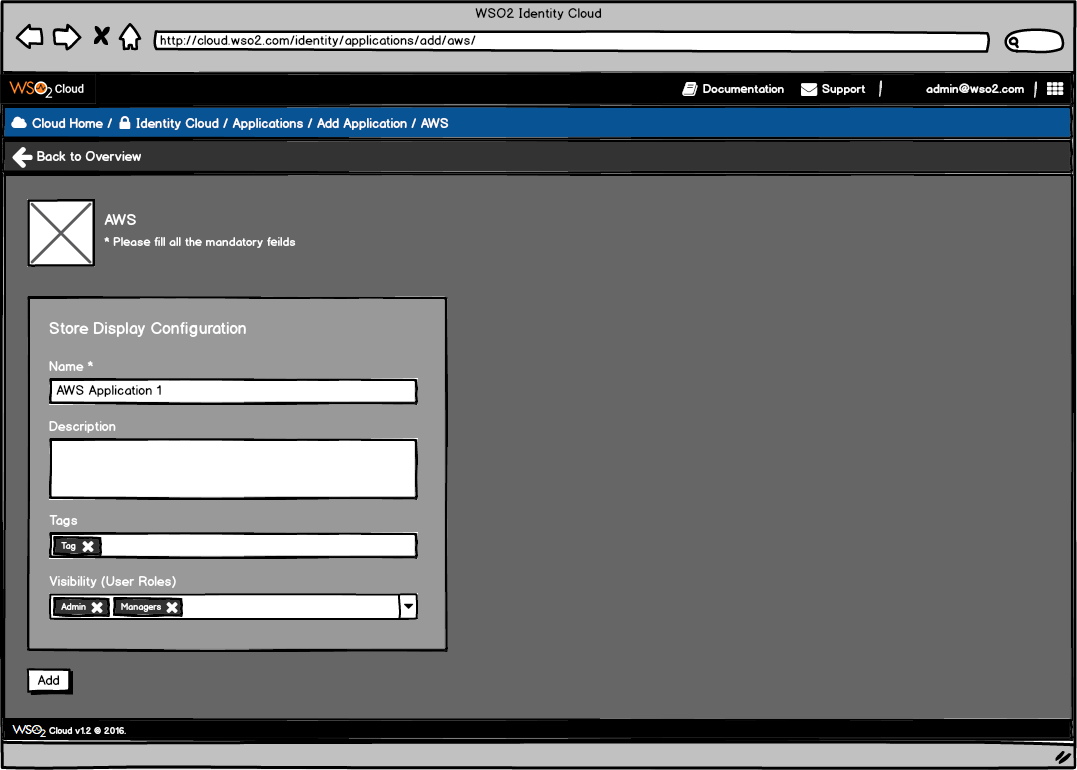 WSO2 Identity Cloud
http://cloud.wso2.com/identity/applications/add/aws/
WSO2 Cloud Documentation Support | admin@wso2.com |
Cloud Home / Identity Cloud / Applications / Add Application / AWS
Back to Overview
AWS
* Please fill all the mandatory feilds
Store Display Configuration
Name *
AWS Application 1
Description
Tags
Tag
Visibility (User Roles)
Admin Managers
Add
WSO2 Cloud v1.2 © 2016.